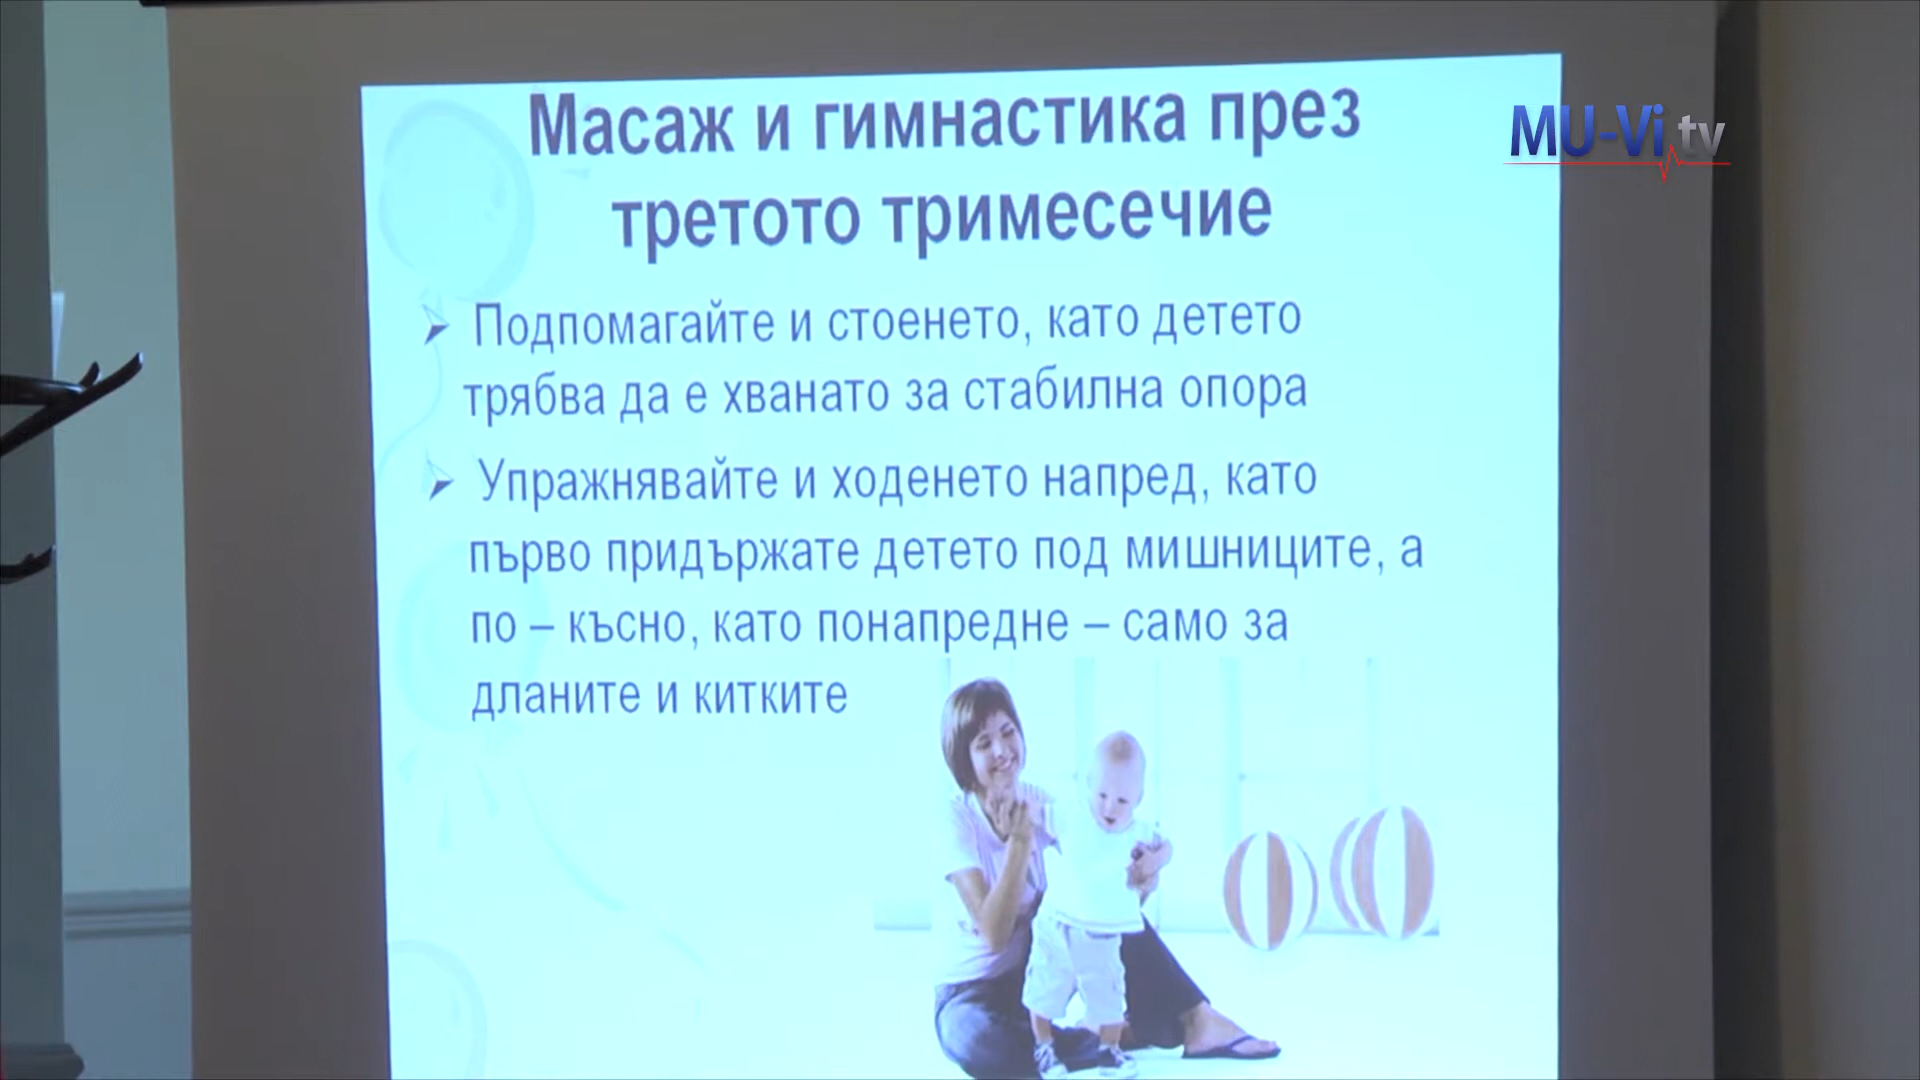 Масаж и гимнастика през
третото тримесечие
MU-Vi.tv
Подпомагайте и стоенето, като детето
трябва да е хванато за стабилна опора
Упражнявайте и ходенето напред, като
първо придържате детето под мишниците, а
по – късно, като понапредне – само за
дланите и китките